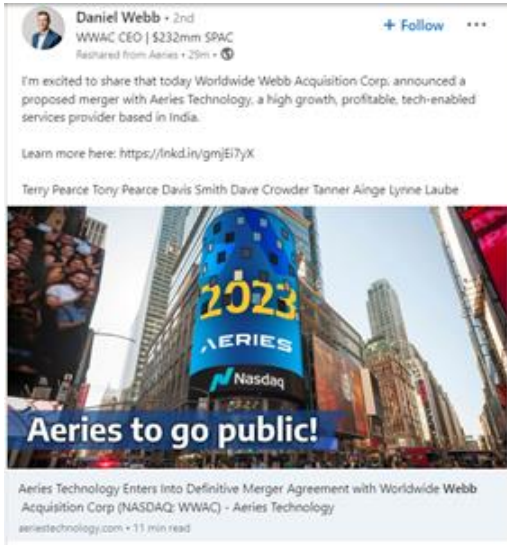 Daniel Webb • 2nd
+ Follow ...
WWAC CEO | $232mm SPAC
Reshared from Aeries • 29m •
I'm excited to share that today Worldwide Webb Acquisition Corp. announced a
proposed merger with Aeries Technology, a high growth, profitable, tech-enabled
services provider based in India.
Learn more here: https://lnkd.in/gmjEi7yX
Terry Pearce Tony Pearce Davis Smith Dave Crowder Tanner Ainge Lynne Laube
2023
AERIES
Nasdaq
Aeries to go public!
Aeries Technology Enters Into Definitive Merger Agreement with Worldwide Webb
Acquisition Corp (NASDAQ: WWAC) - Aeries Technology
aeriestechnology.com • 11 min read